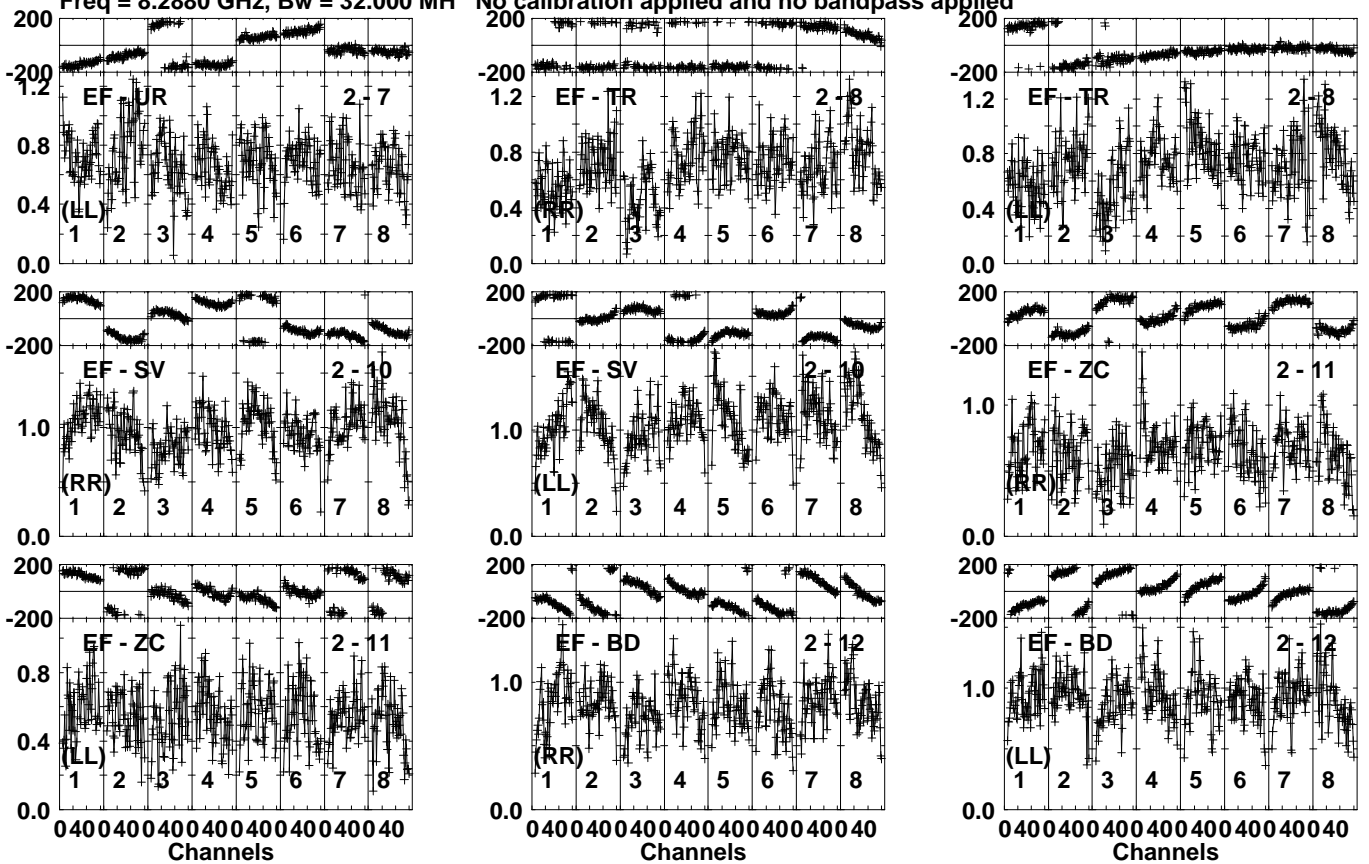 Freq = 8.2880 GHz, Bw = 32.000 MH No calibration applied and no bandpass applied
200
-200
1.2
0.8
0.4
0.0
EF - UR 2 - 7
(LL)
1 2 3 4 5 6 7 8
200
-200
1.2
0.8
0.4
0.0
EF - TR 2 - 8
(RR)
1 2 3 4 5 6 7 8
200
-200
1.2
0.8
0.4
0.0
EF - TR 2 - 8
(LL)
1 2 3 4 5 6 7 8
200
-200
1.0
0.0
EF - SV 2 - 10
(RR)
1 2 3 4 5 6 7 8
200
-200
1.0
0.0
EF - SV 2 - 10
(LL)
1 2 3 4 5 6 7 8
200
-200
1.0
0.0
EF - ZC 2 - 11
(RR)
1 2 3 4 5 6 7 8
200
-200
0.8
0.4
0.0
EF - ZC 2 - 11
(LL)
1 2 3 4 5 6 7 8
0 40 0 40 0 40 0 40 0 40 0 40 0 40 0 40
Channels
200
-200
1.0
0.0
EF - BD 2 - 12
(RR)
1 2 3 4 5 6 7 8
0 40 0 40 0 40 0 40 0 40 0 40 0 40 0 40
Channels
200
-200
1.0
0.0
EF - BD 2 - 12
(LL)
1 2 3 4 5 6 7 8
0 40 0 40 0 40 0 40 0 40 0 40 0 40 0 40
Channels